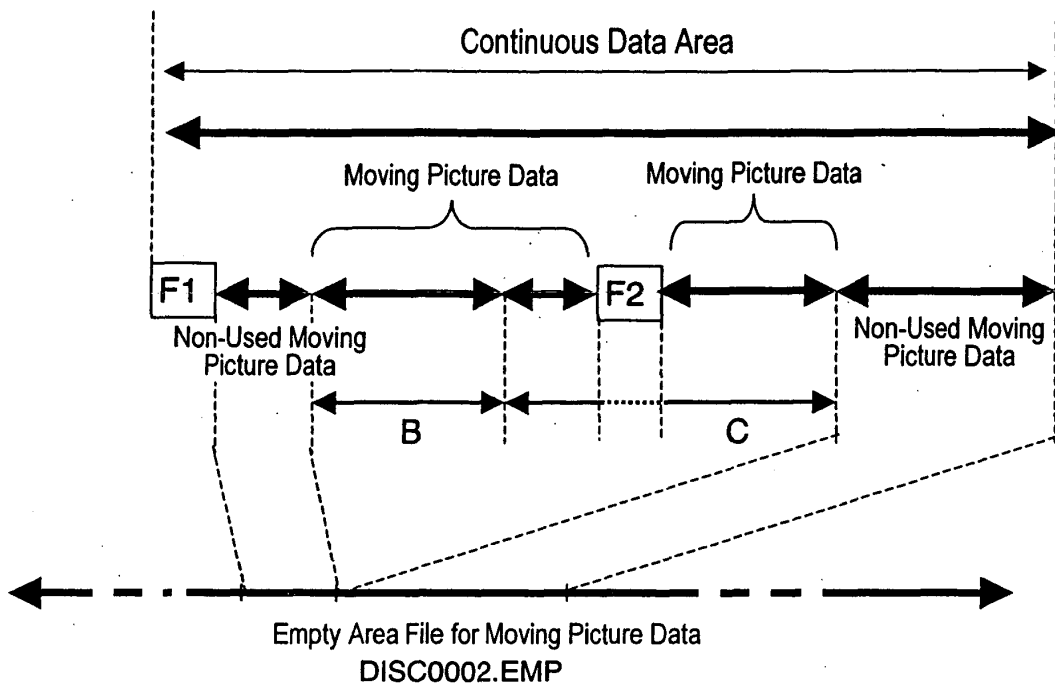 Continuous Data Area
Moving Picture Data
Moving Picture Data
F1
F2
Non-Used Moving
Picture Data
Non-Used Moving
Picture Data
B
C
Empty Area File for Moving Picture Data
DISC0002.EMP